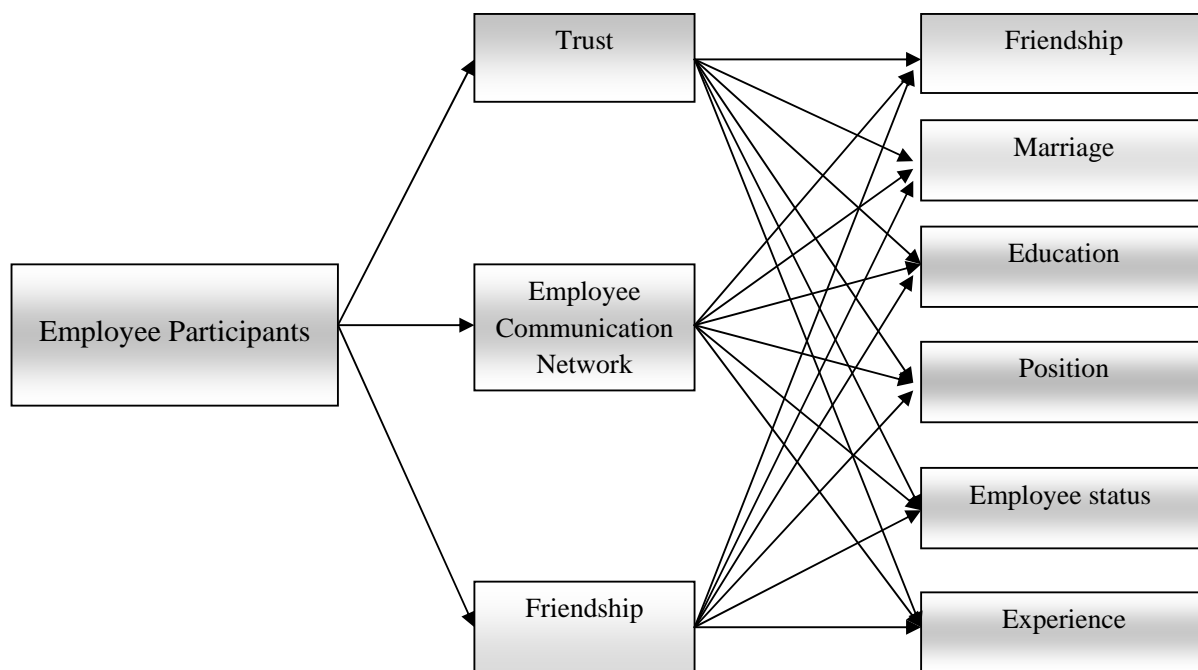 Trust
Friendship
Marriage
Education
Employee Participants
Employee
Communication
Network
Position
Employee status
Friendship
Experience